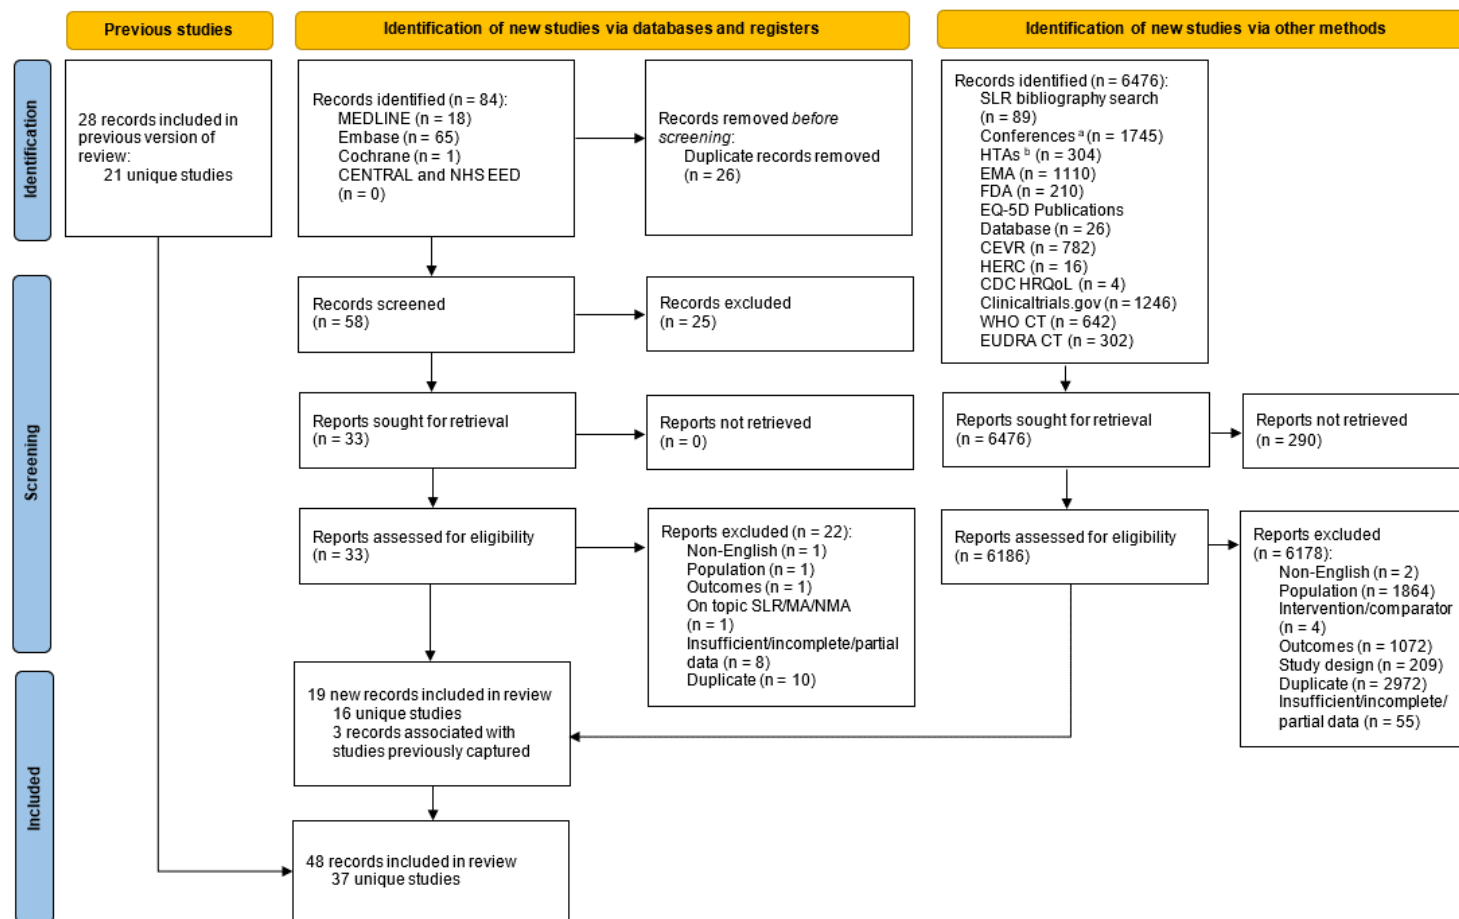 Previous studies
Identification of new studies via databases and registers
Identification of new studies via other methods
Identification
28 records included in
previous version of
review:
21 unique studies
Records identified (n = 84):
MEDLINE (n = 18)
Embase (n = 65)
Cochrane (n = 1)
CENTRAL and NHS EED
(n = 0)
Records removed before
screening:
Duplicate records removed
(n = 26)
Records identified (n = 6476):
SLR bibliography search
(n = 89)
Conferences a (n = 1745)
HTAs b (n = 304)
EMA (n = 1110)
FDA (n = 210)
EQ-5D Publications
Database (n = 26)
CEVR (n = 782)
HERC (n = 16)
CDC HRQoL (n = 4)
Clinicaltrials.gov (n = 1246)
WHO CT (n = 642)
EUDRA CT (n = 302)
Screening
Records screened
(n = 58)
Records excluded
(n = 25)
Reports sought for retrieval
(n = 33)
Reports not retrieved
(n = 0)
Reports sought for retrieval
(n = 6476)
Reports not retrieved
(n = 290)
Reports assessed for eligibility
(n = 33)
Reports excluded (n = 22):
Non-English (n = 1)
Population (n = 1)
Outcomes (n = 1)
On topic SLR/MA/NMA
(n = 1)
Insufficient/incomplete/partial
data (n = 8)
Duplicate (n = 10)
Reports assessed for eligibility
(n = 6186)
Reports excluded
(n = 6178):
Non-English (n = 2)
Population (n = 1864)
Intervention/comparator
(n = 4)
Outcomes (n = 1072)
Study design (n = 209)
Duplicate (n = 2972)
Insufficient/incomplete/
partial data (n = 55)
Included
19 new records included in review
16 unique studies
3 records associated with
studies previously captured
48 records included in review
37 unique studies